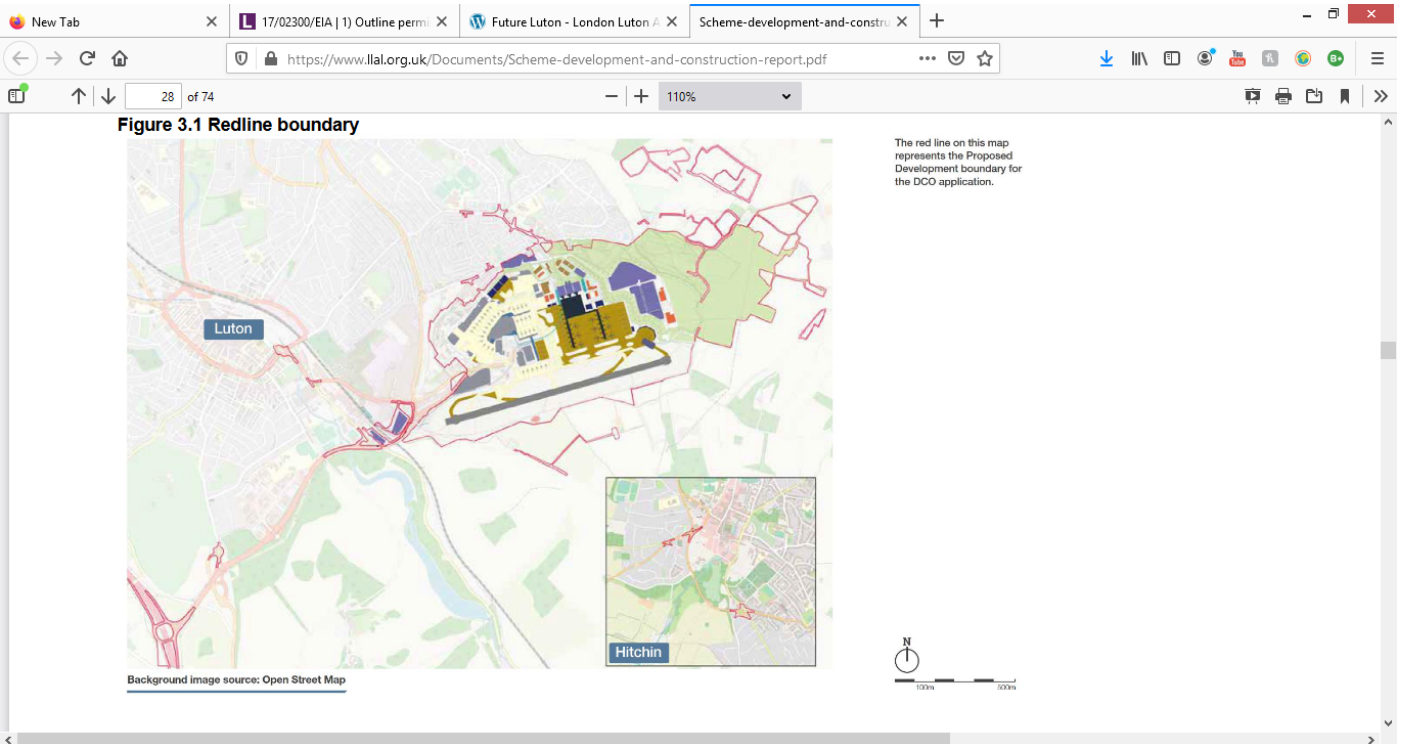 New Tab
17/02300/EIA | 1) Outline permi
Future Luton - London Luton A
Scheme-development-and-constru
https://www.llal.org.uk/Documents/Scheme-development-and-construction-report.pdf
28 of 74
110%
Figure 3.1 Redline boundary
The red line on this map
represents the Proposed
Development boundary for
the DCO application.
Luton
Hitchin
N
100m 500m
Background image source: Open Street Map